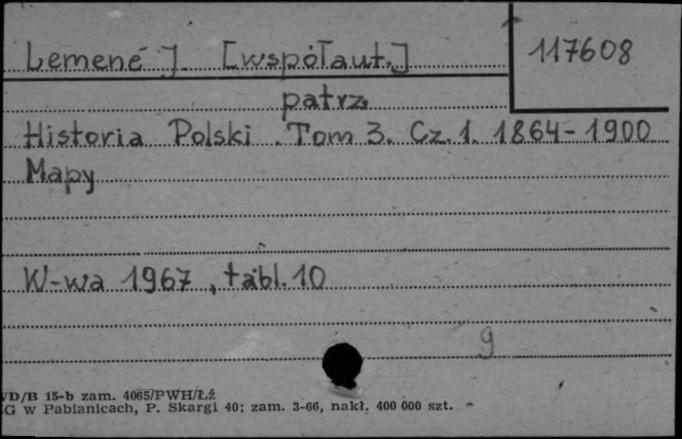 Lemené J. [współaut.]
117608
patrz
Historia Polski. Tom 3. Cz. 1. 1864-1900
Mapy
W-wa 1967, tabl. 10
9
VD/B 15-b zam. 4065/PWH/ŁŹ
G w Pabianicach, P. Skargi 40; zam. 3-66, nakł. 400 000 szt.